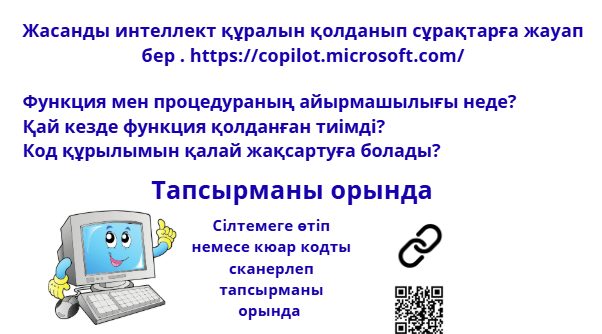 Жасанды интеллект құралын қолданып сұрақтарға жауап
бер . https://copilot.microsoft.com/
Функция мен процедураның айырмашылығы неде?
Қай кезде функция қолданған тиімді?
Код құрылымын қалай жақсартуға болады?
Тапсырманы орында
Сілтемеге өтіп
немесе кюар кодты
сканерлеп
тапсырманы
орында